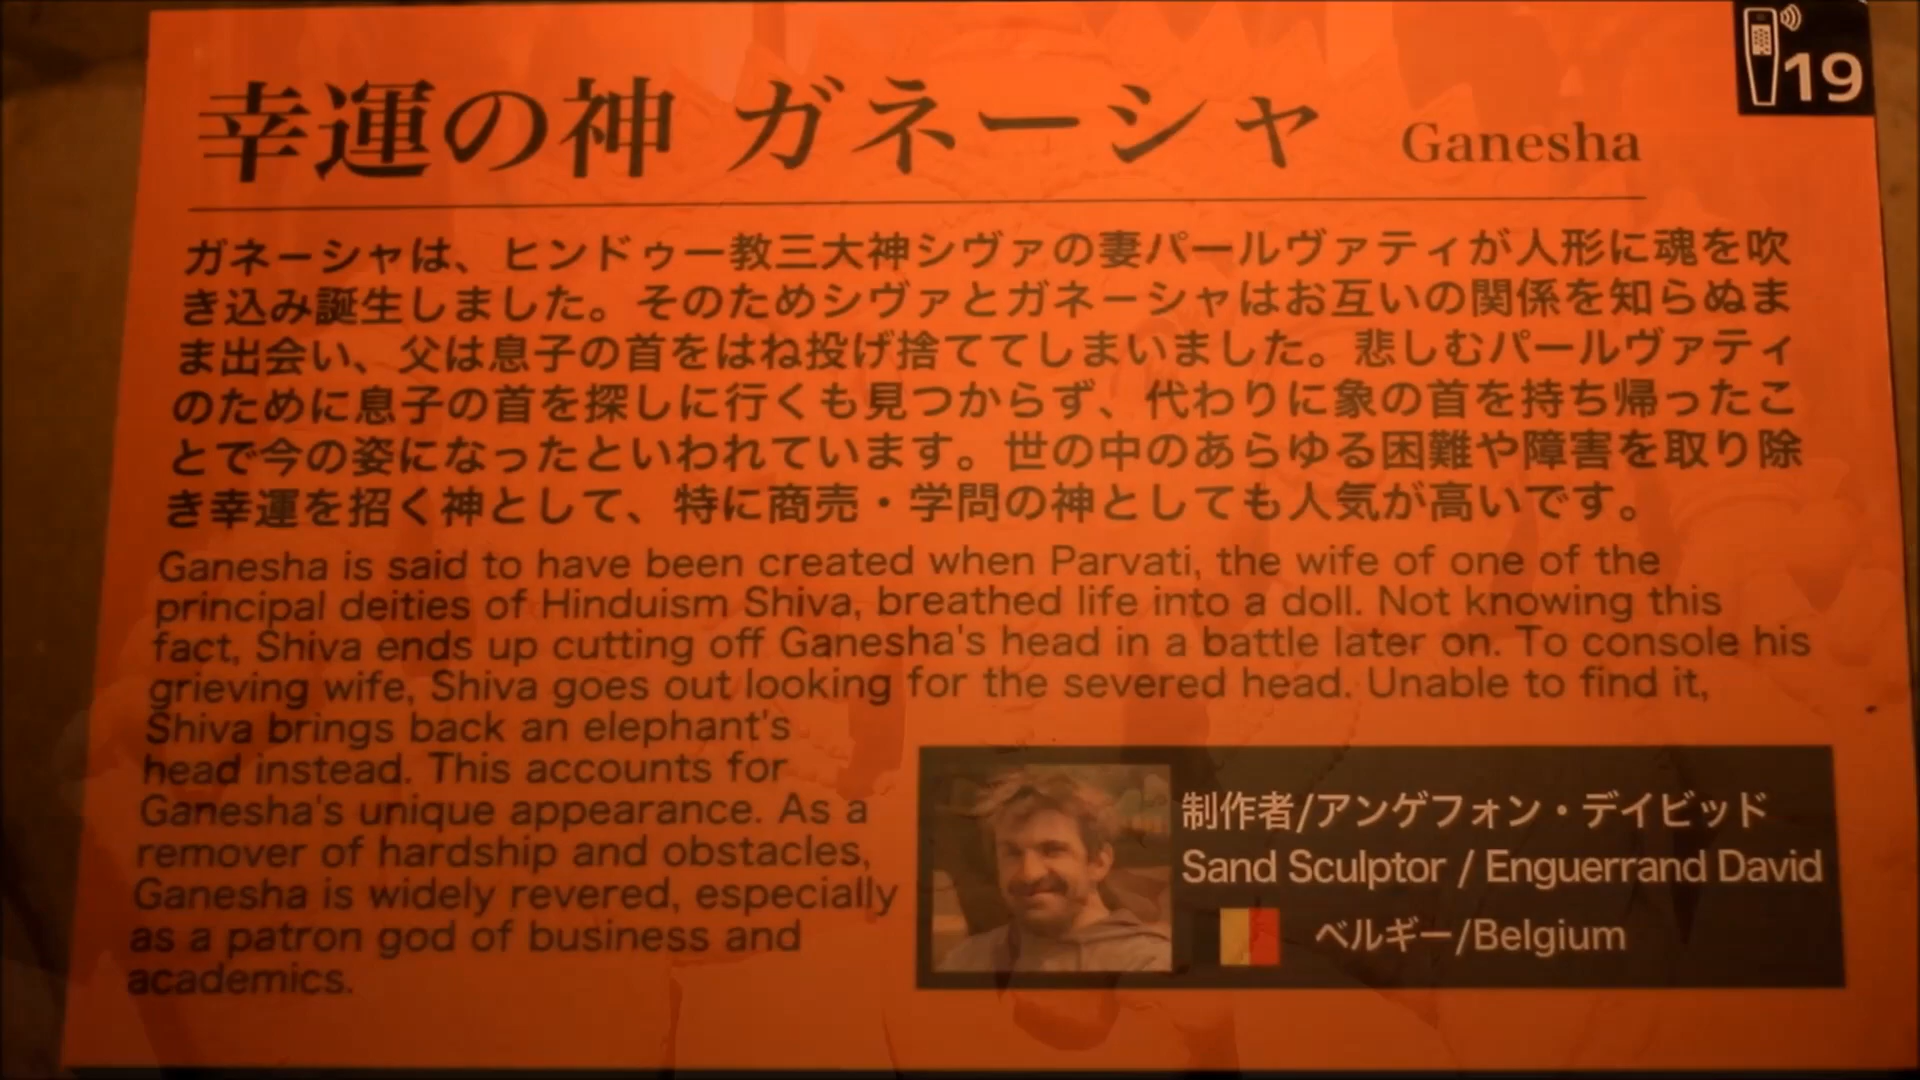 19
幸運の神 ガネーシャ Ganesha
ガネーシャは、ヒンドゥー教三大神シヴァの妻パールヴァティが人形に魂を吹
き込み誕生しました。そのためシヴァとガネーシャはお互いの関係を知らぬま
ま出会い、父は息子の首をはね投げ捨ててしまいました。悲しむパールヴァティ
のために息子の首を探しに行くも見つからず、代わりに象の首を持ち帰ったこ
とで今の姿になったといわれています。世の中のあらゆる困難や障害を取り除
き幸運を招く神として、特に商売・学問の神としても人気が高いです。
Ganesha is said to have been created when Parvati, the wife of one of the
principal deities of Hinduism Shiva, breathed life into a doll. Not knowing this
fact, Shiva ends up cutting off Ganesha's head in a battle later on. To console his
grieving wife, Shiva goes out looking for the severed head. Unable to find it,
Shiva brings back an elephant's
head instead. This accounts for
Ganesha's unique appearance. As a
remover of hardship and obstacles,
Ganesha is widely revered, especially
as a patron god of business and
academics.
制作者/アンゲフォン・デイビッド
Sand Sculptor / Enguerrand David
ベルギー/Belgium